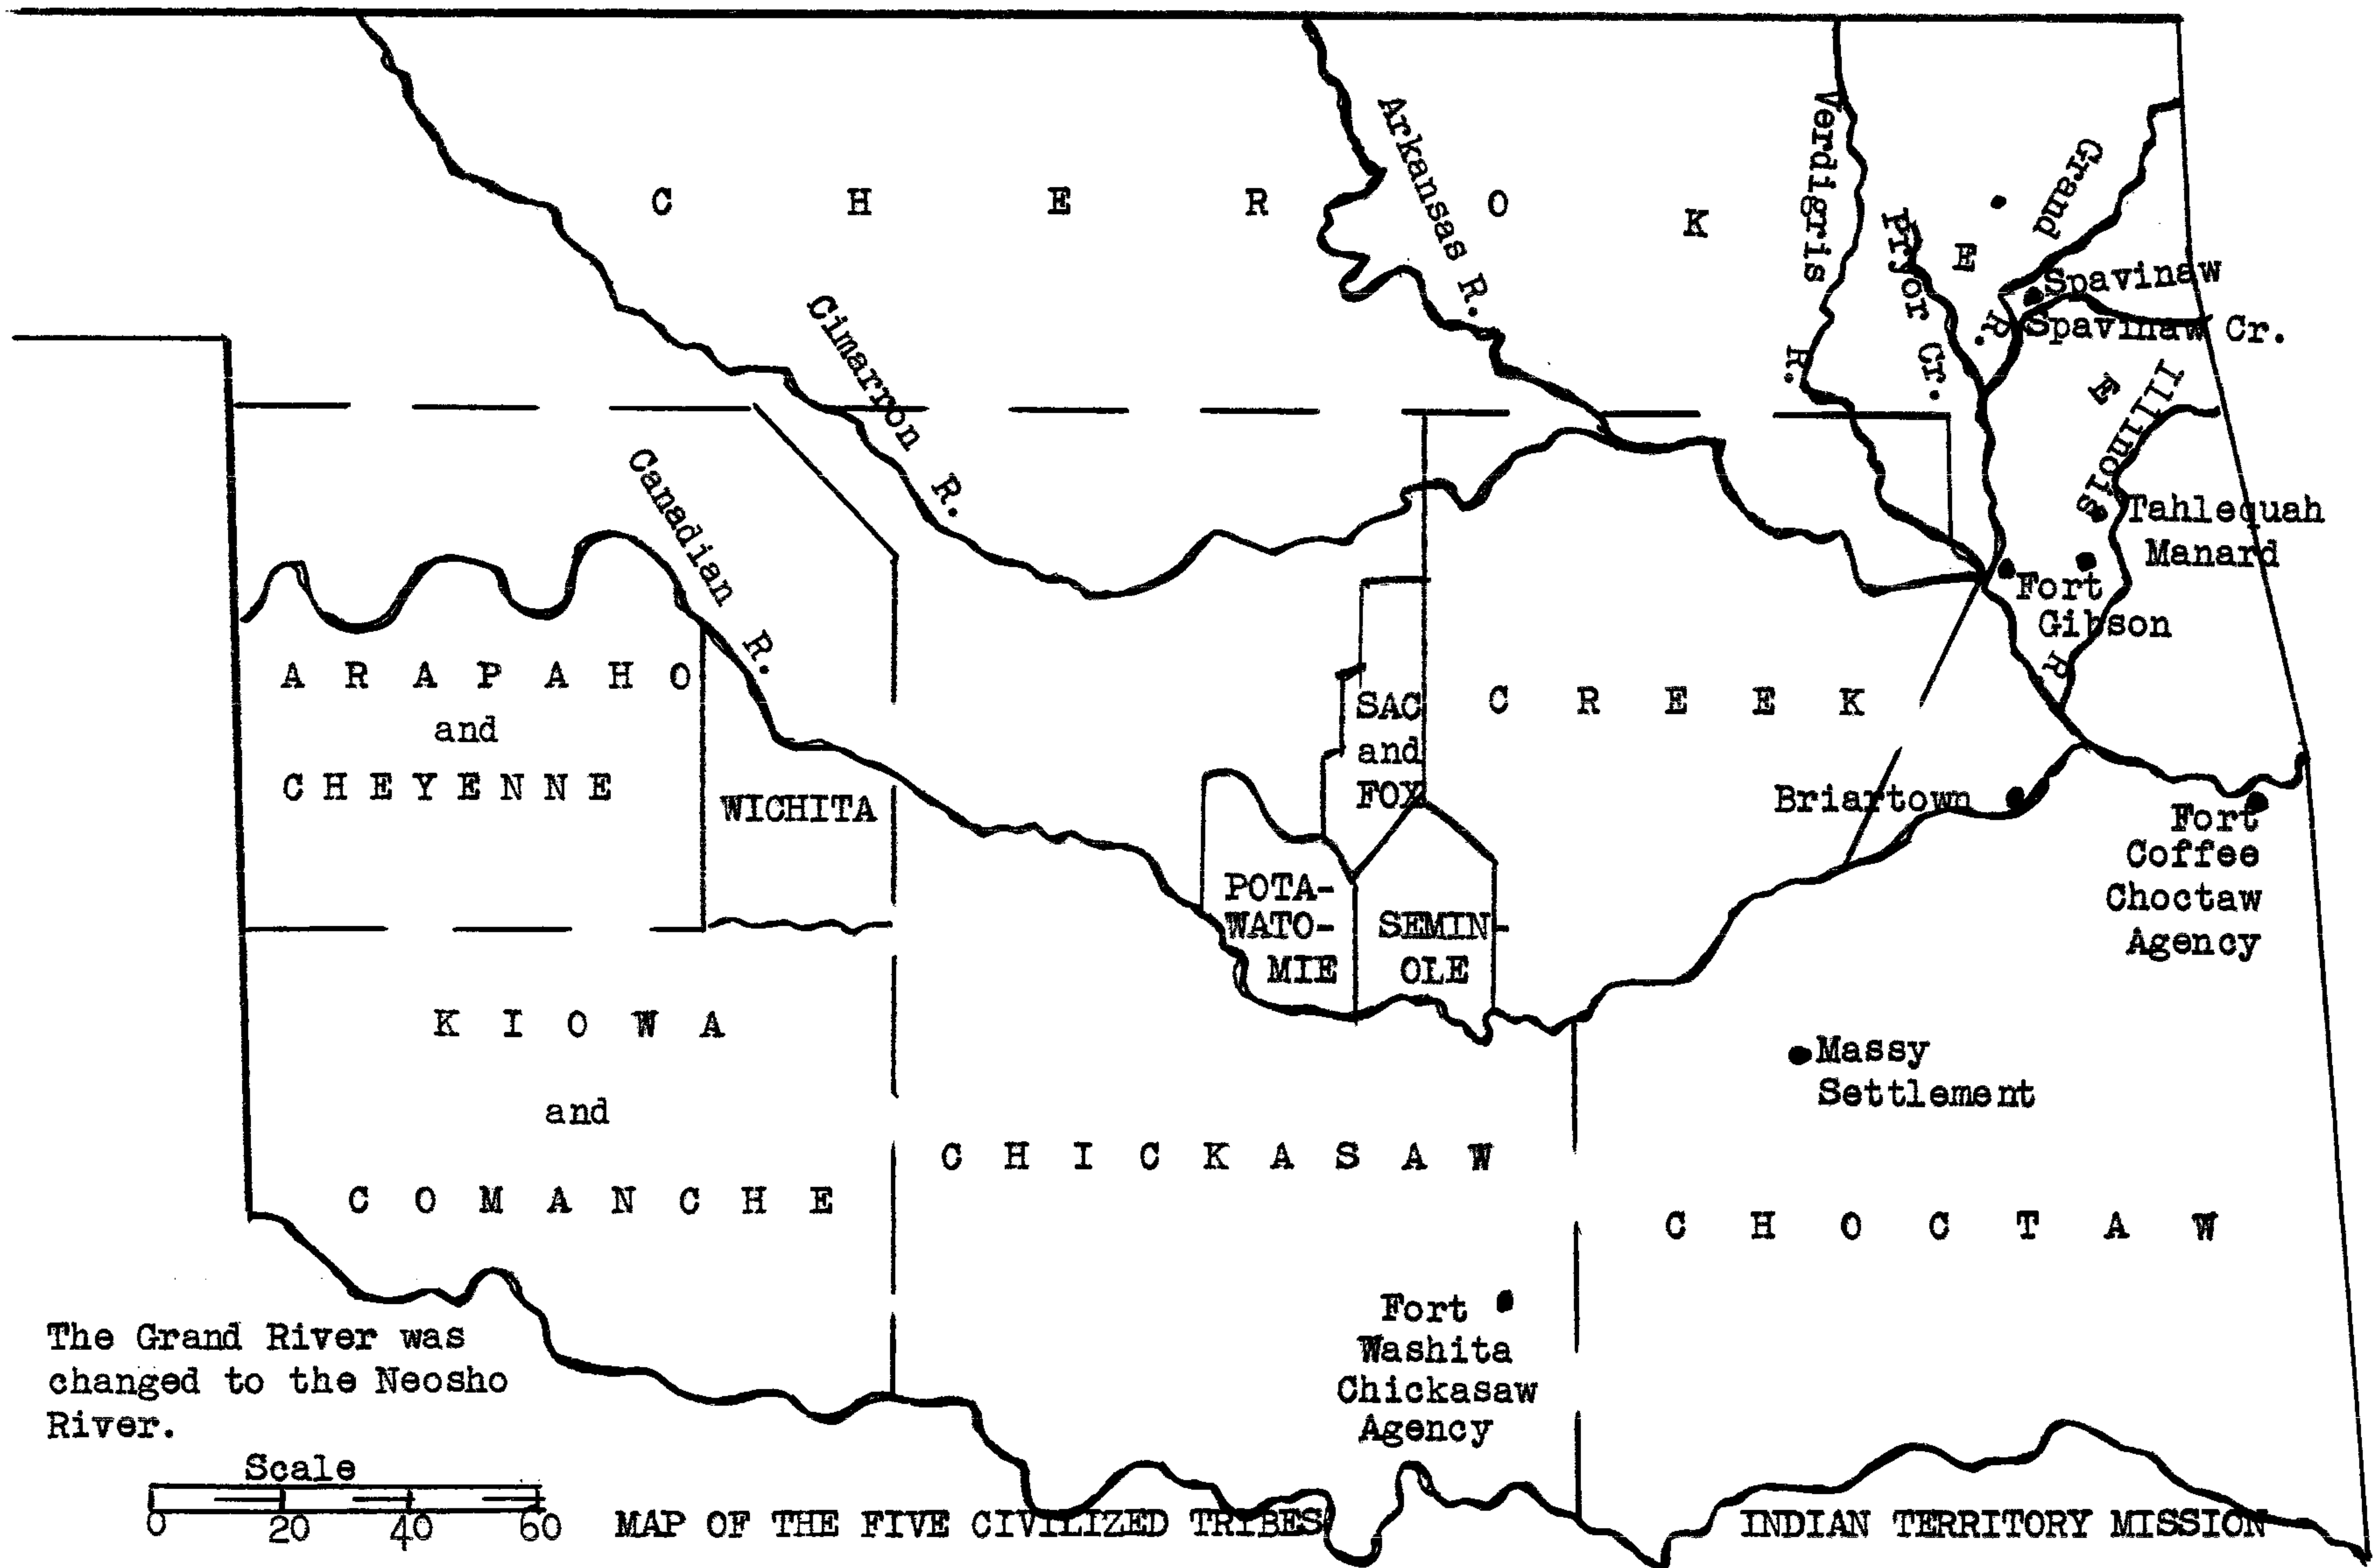 C H E R O K E E
Arkansas R.
Verdigris R.
Grand R.
Pryor Cr.
Spavinaw
Spavinaw Cr.
Cimarron R.
Illinois R
Canadian R.
Tahlequah
Manard
Fort
Gibson
A R A P A H O
and
C H E Y E N N E
WICHITA
SAC
and
FOX
C R E E K
Briartown
Fort
Coffee
Choctaw
Agency
POTA-
WATO-
MIE
SEMIN-
OLE
K I O W A
and
C O M A N C H E
Massy
Settlement
C H I C K A S A W
C H O C T A W
Fort
Washita
Chickasaw
Agency
The Grand River was
changed to the Neosho
River.
Scale
0 20 40 60
MAP OF THE FIVE CIVILIZED TRIBES
INDIAN TERRITORY MISSION